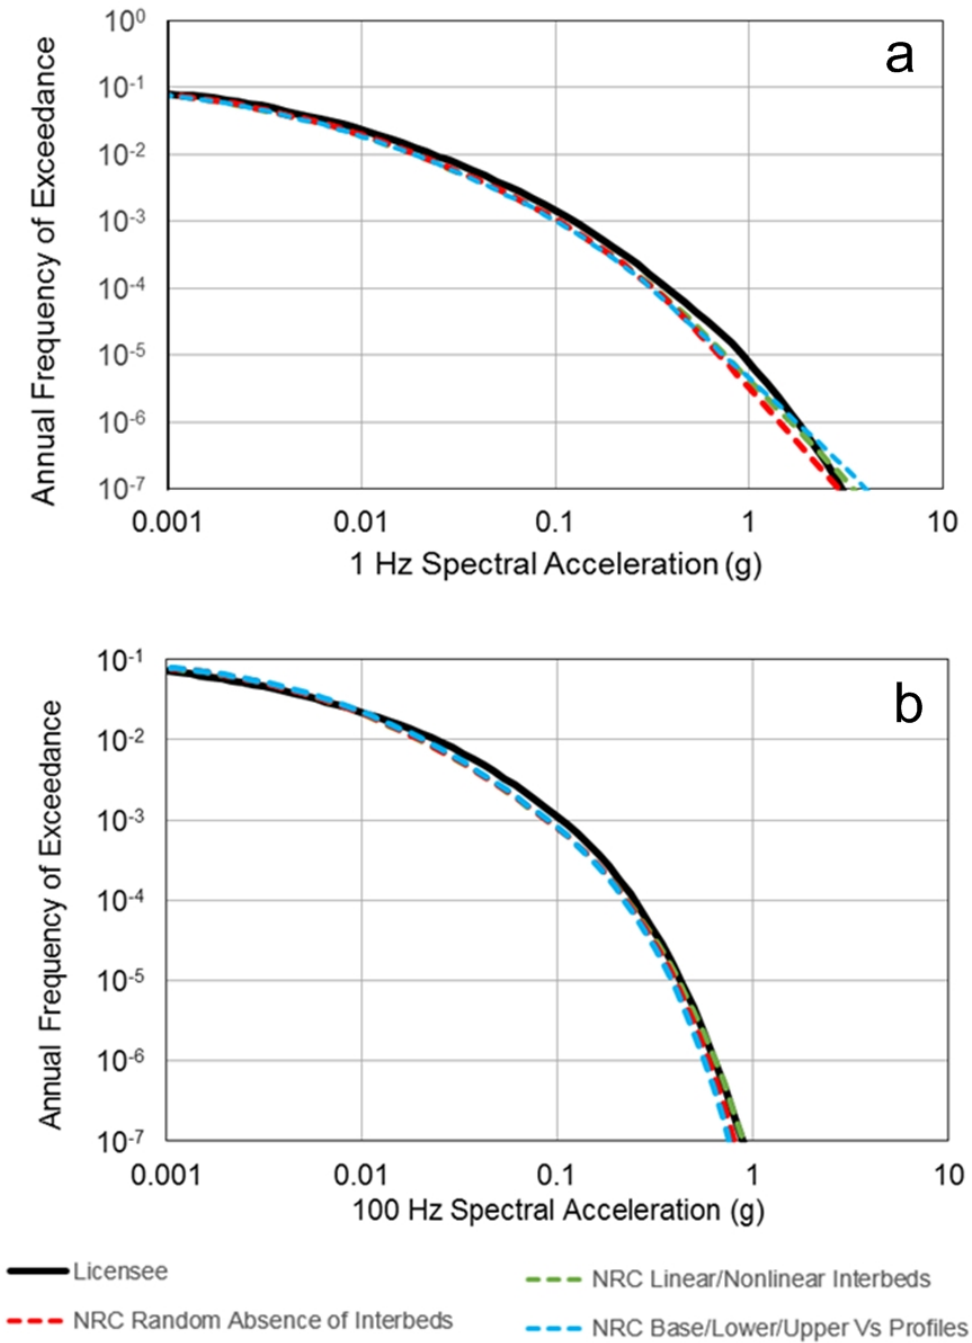 a
Annual Frequency of Exceedance
10⁰
10⁻¹
10⁻²
10⁻³
10⁻⁴
10⁻⁵
10⁻⁶
10⁻⁷
0.001 0.01 0.1 1 10
1 Hz Spectral Acceleration (g)
b
Annual Frequency of Exceedance
10⁻¹
10⁻²
10⁻³
10⁻⁴
10⁻⁵
10⁻⁶
10⁻⁷
0.001 0.01 0.1 1 10
100 Hz Spectral Acceleration (g)
Licensee
NRC Linear/Nonlinear Interbeds
NRC Random Absence of Interbeds
NRC Base/Lower/Upper Vs Profiles